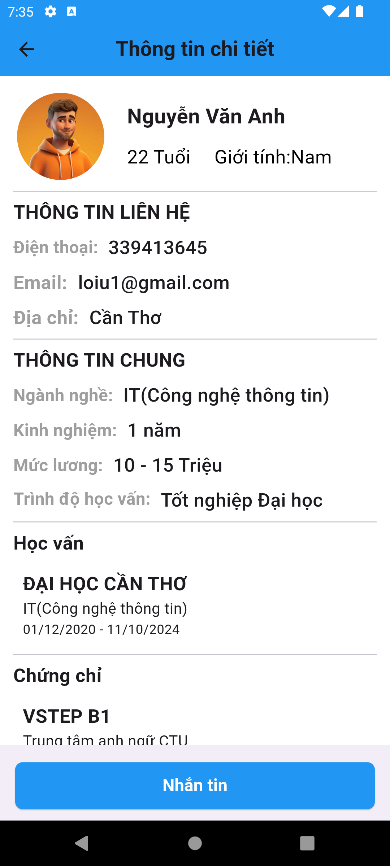 7:35
Thông tin chi tiết
Nguyễn Văn Anh
22 Tuổi Giới tính:Nam
THÔNG TIN LIÊN HỆ
Điện thoại: 339413645
Email: loiu1@gmail.com
Địa chỉ: Cần Thơ
THÔNG TIN CHUNG
Ngành nghề: IT(Công nghệ thông tin)
Kinh nghiệm: 1 năm
Mức lương: 10 - 15 Triệu
Trình độ học vấn: Tốt nghiệp Đại học
Học vấn
ĐẠI HỌC CẦN THƠ
IT(Công nghệ thông tin)
01/12/2020 - 11/10/2024
Chứng chỉ
VSTEP B1
Trung tâm anh ngữ CTU
Nhắn tin